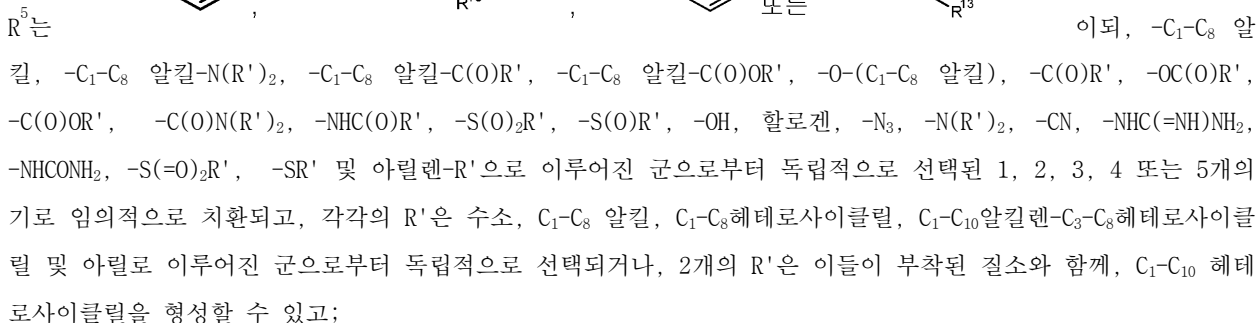 R¹⁰ , , 또는 R¹³
R⁵는 이되, -C₁-C₈ 알
킬, -C₁-C₈ 알킬-N(R')₂, -C₁-C₈ 알킬-C(O)R', -C₁-C₈ 알킬-C(O)OR', -O-(C₁-C₈ 알킬), -C(O)R', -OC(O)R',
-C(O)OR', -C(O)N(R')₂, -NHC(O)R', -S(O)₂R', -S(O)R', -OH, 할로겐, -N₃, -N(R')₂, -CN, -NHC(=NH)NH₂,
-NHCONH₂, -S(=O)₂R', -SR' 및 아릴렌-R'으로 이루어진 군으로부터 독립적으로 선택된 1, 2, 3, 4 또는 5개의
기로 임의적으로 치환되고, 각각의 R'은 수소, C₁-C₈ 알킬, C₁-C₈헤테로사이클릴, C₁-C₁₀알킬렌-C₃-C₈헤테로사이클
릴 및 아릴로 이루어진 군으로부터 독립적으로 선택되거나, 2개의 R'은 이들이 부착된 질소와 함께, C₁-C₁₀ 헤테
로사이클릴을 형성할 수 있고;